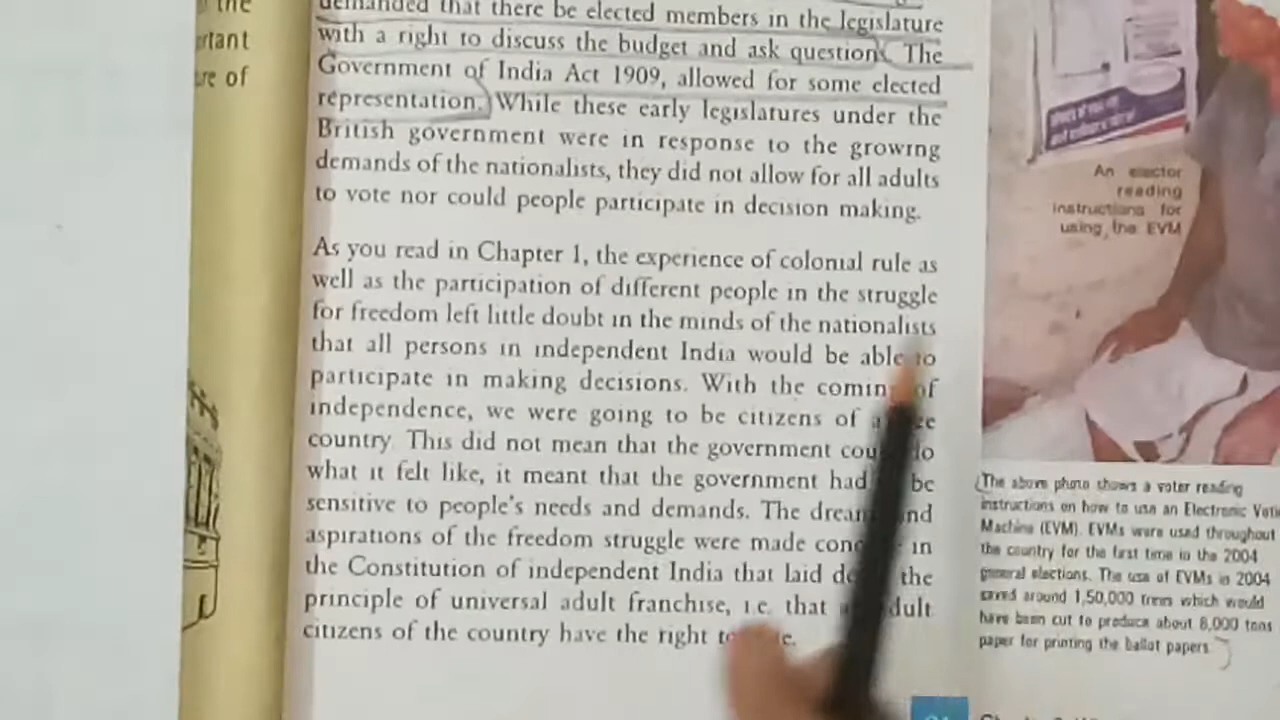 the
rtant
re of
demanded that there be elected members in the legislature
with a right to discuss the budget and ask question The
Government of India Act 1909, allowed for some elected
representation. While these early legislatures under the
British government were in response to the growing
demands of the nationalists, they did not allow for all adults
to vote nor could people participate in decision making.
As you read in Chapter 1, the experience of colonial rule as
well as the participation of different people in the struggle
for freedom left little doubt in the minds of the nationalists
that all persons in independent India would be able to
participate in making decisions. With the coming of
independence, we were going to be citizens of a
country. This did not mean that the government
what it felt like, it meant that the government had be
sensitive to people's needs and demands. The
aspirations of the freedom struggle were made in
the Constitution of independent India that laid the
principle of universal adult franchise, i.e. that
citizens of the country have the right
An elector
reading
instructions for
using the EVM
The above photo shows a voter reading
instructions on how to use an Electronic
Machine (EVM). EVMs were used throughout
the country for the first time in the 2004
general elections. The use of EVMs in 2004
saved around 1,50,000 trees which would
have been cut to produce about 8,000 tons
paper for printing the ballot papers